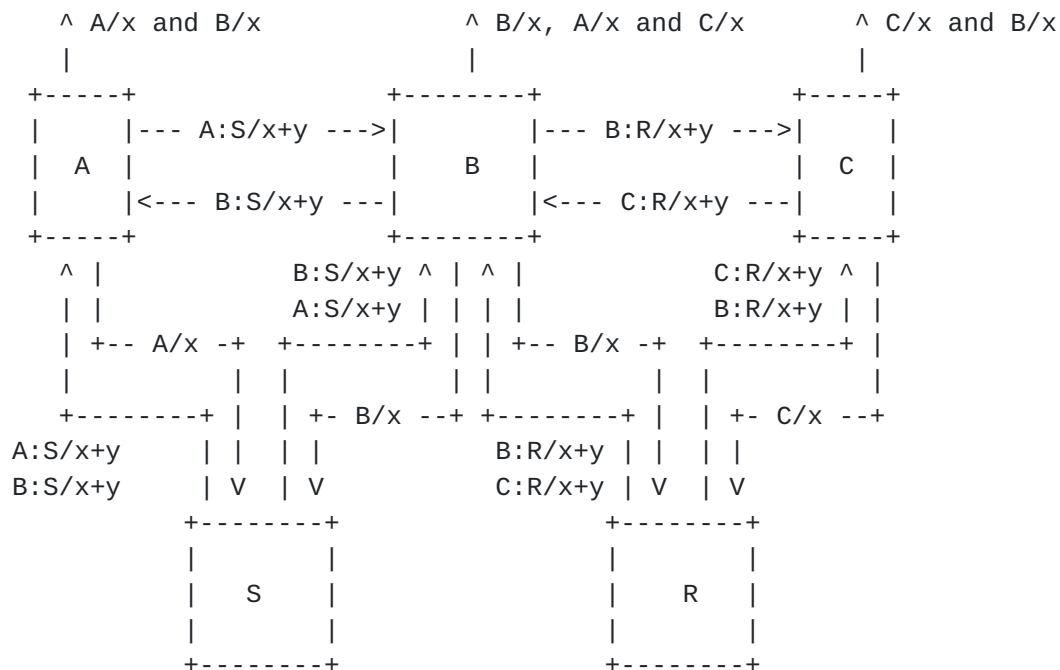 ^ A/x and B/x ^ B/x, A/x and C/x ^ C/x and B/x
|--- A:S/x+y --->| |--- B:R/x+y --->|
A B C
|<--- B:S/x+y ---| |<--- C:R/x+y ---|
^ | B:S/x+y ^ | ^ | C:R/x+y ^ |
A:S/x+y B:R/x+y
+-- A/x -+ +-- B/x -+
+- B/x --+ +- C/x --+
A:S/x+y B:R/x+y
B:S/x+y | V | V C:R/x+y | V | V
S R